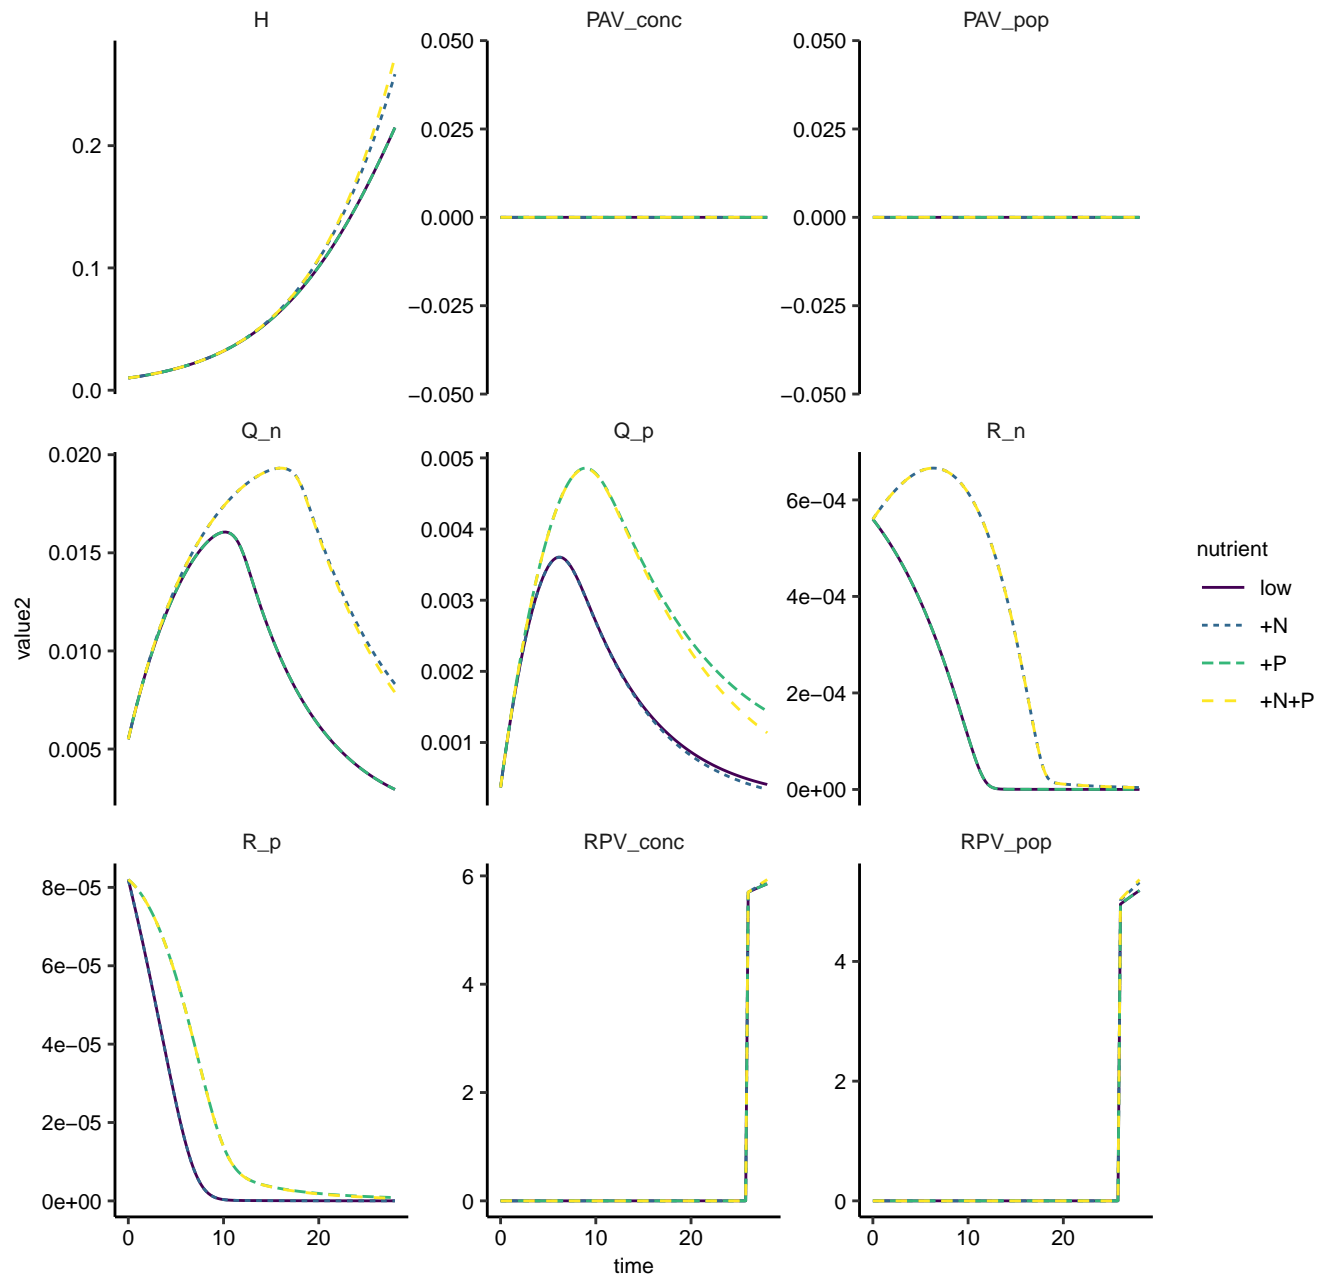 H PAV_conc PAV_pop
0.2
0.1
0.0
0.050
0.025
0.000
−0.025
−0.050
0.050
0.025
0.000
−0.025
−0.050
Q_n Q_p R_n
0.020
0.015
0.010
0.005
0.005
0.004
0.003
0.002
0.001
6e−04
4e−04
2e−04
0e+00
R_p RPV_conc RPV_pop
8e−05
6e−05
4e−05
2e−05
0e+00
6
4
2
0
4
2
0
0 10 20 0 10 20 0 10 20
time
value2
nutrient
low
+N
+P
+N+P